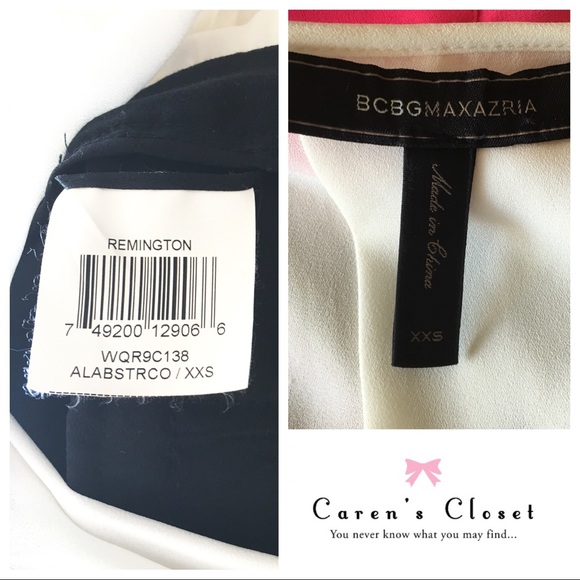 REMINGTON
7 49200 12906 6
WQR9C138
ALABSTRCO / XXS
BCBGMAXAZRIA
Made in China
XXS
Caren's Closet
You never know what you may find...